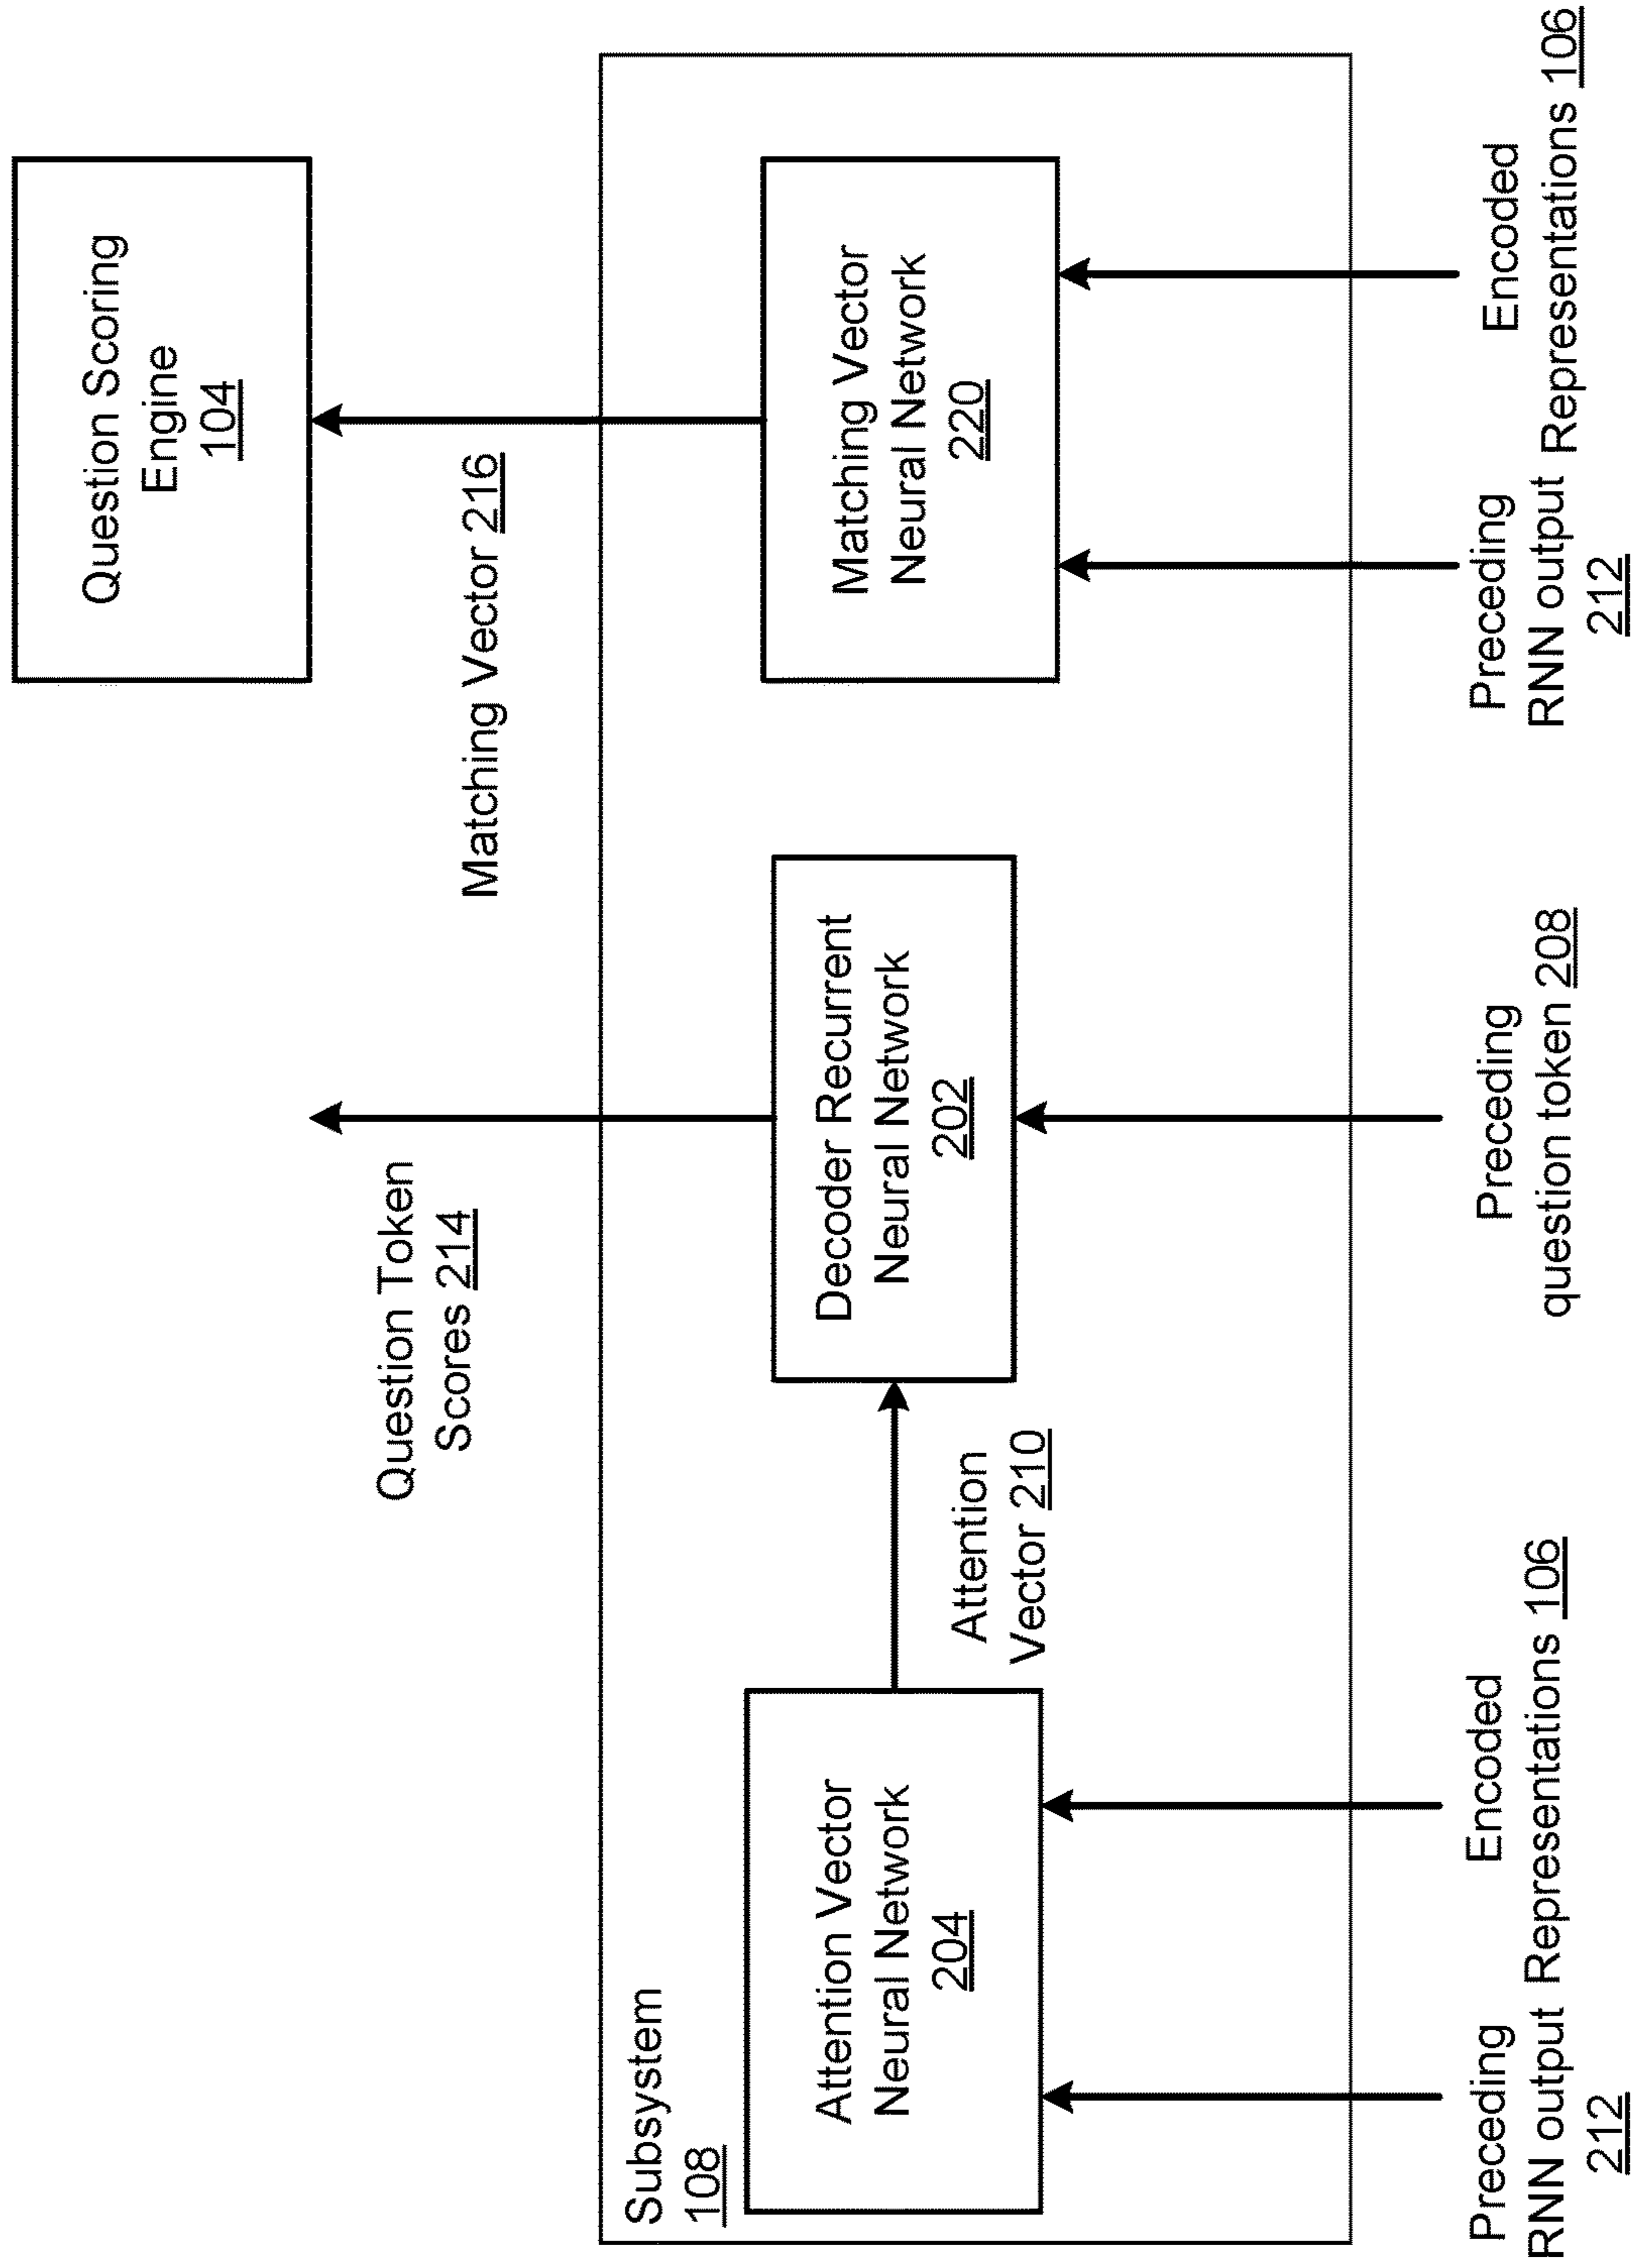 Question Scoring
Engine
104
Question Token
Scores 214
Matching Vector 216
Subsystem
108
Attention Vector
Neural Network
204
Attention
Vector 210
Decoder Recurrent
Neural Network
202
Matching Vector
Neural Network
220
Preceding
RNN output
212
Encoded
Representations 106
Preceding
question token 208
Preceding
RNN output
212
Encoded
Representations 106